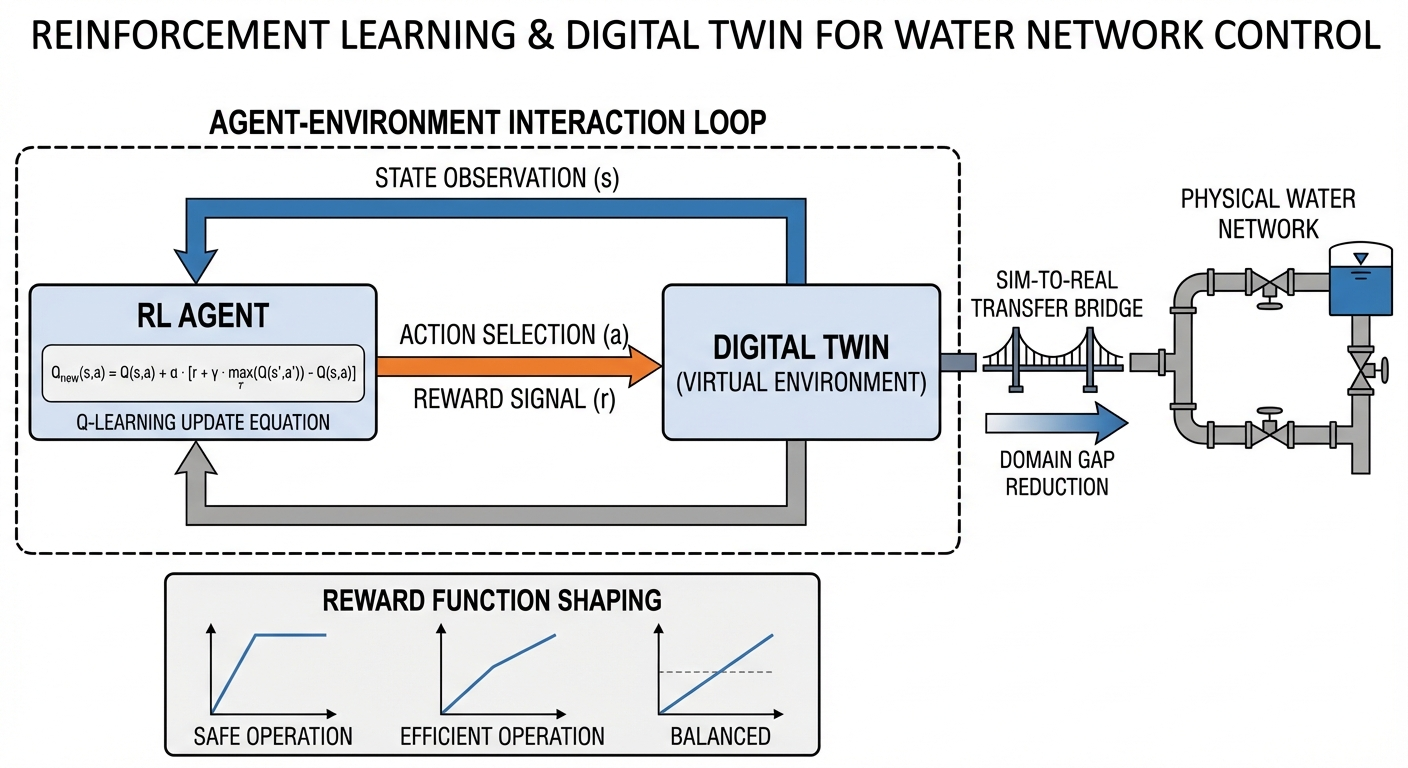 REINFORCEMENT LEARNING & DIGITAL TWIN FOR WATER NETWORK CONTROL
AGENT-ENVIRONMENT INTERACTION LOOP
STATE OBSERVATION (s)
RL AGENT
Qnew(s,a) = Q(s,a) + α · [r + γ · max(Q(s',a')) - Q(s,a)]
τ
Q-LEARNING UPDATE EQUATION
ACTION SELECTION (a)
REWARD SIGNAL (r)
DIGITAL TWIN
(VIRTUAL ENVIRONMENT)
SIM-TO-REAL
TRANSFER BRIDGE
DOMAIN GAP
REDUCTION
PHYSICAL WATER
NETWORK
REWARD FUNCTION SHAPING
SAFE OPERATION
EFFICIENT OPERATION
BALANCED